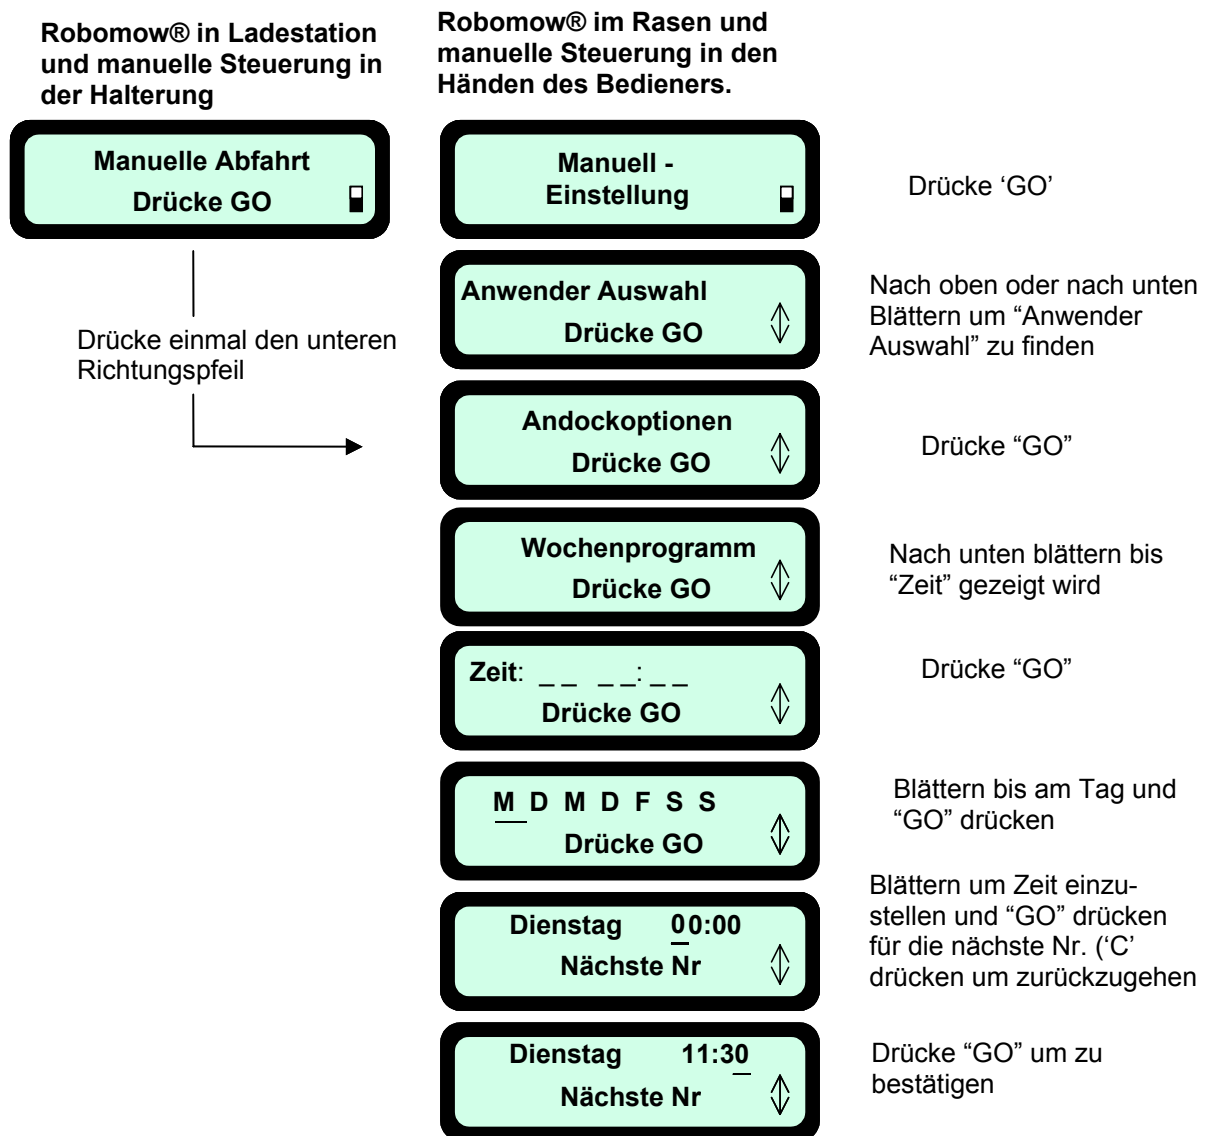 Robomow® in Ladestation
und manuelle Steuerung in
der Halterung
Robomow® im Rasen und
manuelle Steuerung in den
Händen des Bedieners.
Manuelle Abfahrt
Drücke GO
Manuell -
Einstellung
Drücke ‘GO’
Drücke einmal den unteren
Richtungspfeil
Anwender Auswahl
Drücke GO
Nach oben oder nach unten
Blättern um “Anwender
Auswahl” zu finden
Andockoptionen
Drücke GO
Drücke “GO”
Wochenprogramm
Drücke GO
Nach unten blättern bis
“Zeit” gezeigt wird
Zeit: _ _ _ _: _ _
Drücke GO
Drücke “GO”
M D M D F S S
Drücke GO
Blättern bis am Tag und
“GO” drücken
Dienstag 00:00
Nächste Nr
Blättern um Zeit einzu-
stellen und “GO” drücken
für die nächste Nr. (‘C’
drücken um zurückzugehen
Dienstag 11:30
Nächste Nr
Drücke “GO” um zu
bestätigen